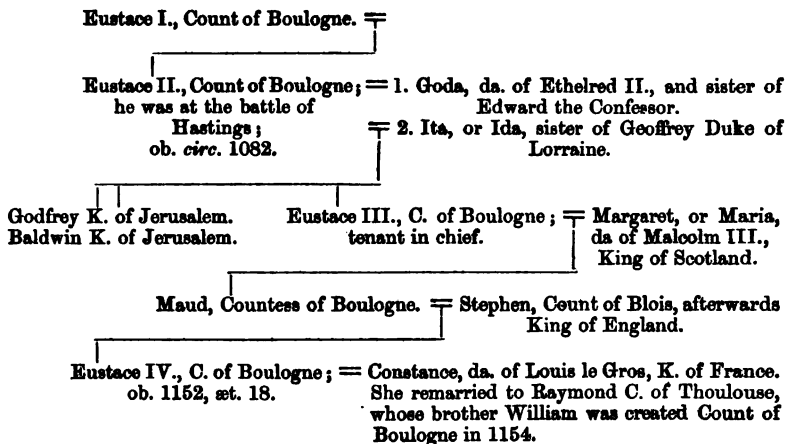 Eustace I., Count of Boulogne.
Eustace II., Count of Boulogne; = 1. Goda, da. of Ethelred II., and sister of
he was at the battle of Edward the Confessor.
Hastings; 2. Ita, or Ida, sister of Geoffrey Duke of
ob. circ. 1082. Lorraine.
Godfrey K. of Jerusalem. Eustace III., C. of Boulogne; Margaret, or Maria,
Baldwin K. of Jerusalem. tenant in chief. da of Malcolm III.,
King of Scotland.
Maud, Countess of Boulogne. Stephen, Count of Blois, afterwards
King of England.
Eustace IV., C. of Boulogne; = Constance, da. of Louis le Gros, K. of France.
ob. 1152, æt. 18. She remarried to Raymond C. of Thoulouse,
whose brother William was created Count of
Boulogne in 1154.